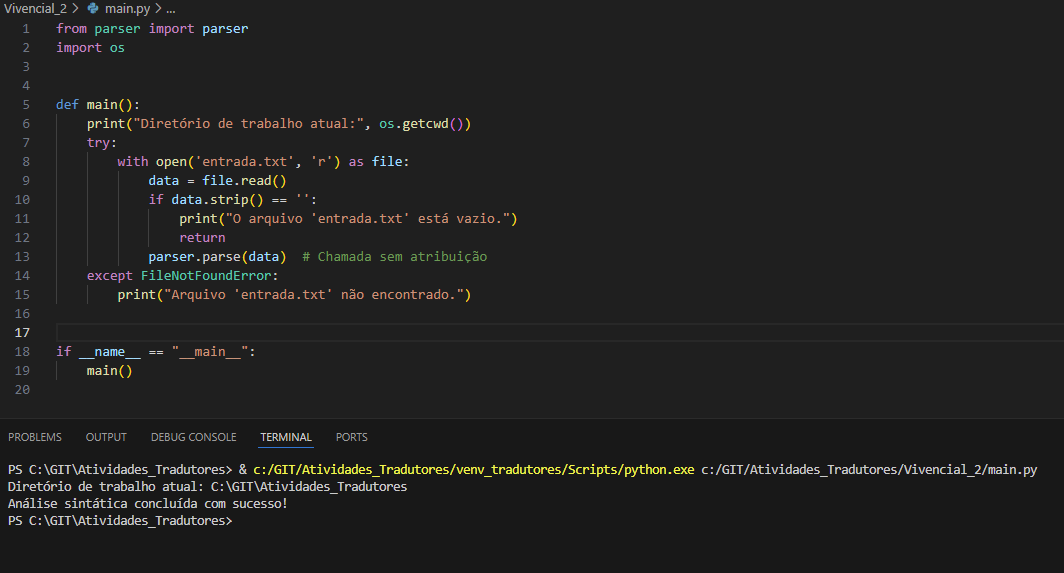 Vivencial_2 > main.py > ...
1 from parser import parser
2 import os
3
4
5 def main():
6 print("Diretório de trabalho atual:", os.getcwd())
7 try:
8 with open('entrada.txt', 'r') as file:
9 data = file.read()
10 if data.strip() == '':
11 print("O arquivo 'entrada.txt' está vazio.")
12 return
13 parser.parse(data)  # Chamada sem atribuição
14 except FileNotFoundError:
15 print("Arquivo 'entrada.txt' não encontrado.")
16
17
18 if __name__ == "__main__":
19 main()
20
PROBLEMS OUTPUT DEBUG CONSOLE TERMINAL PORTS
PS C:\GIT\Atividades_Tradutores> & c:/GIT/Atividades_Tradutores/venv_tradutores/Scripts/python.exe c:/GIT/Atividades_Tradutores/Vivencial_2/main.py
Diretório de trabalho atual: C:\GIT\Atividades_Tradutores
Análise sintática concluída com sucesso!
PS C:\GIT\Atividades_Tradutores>